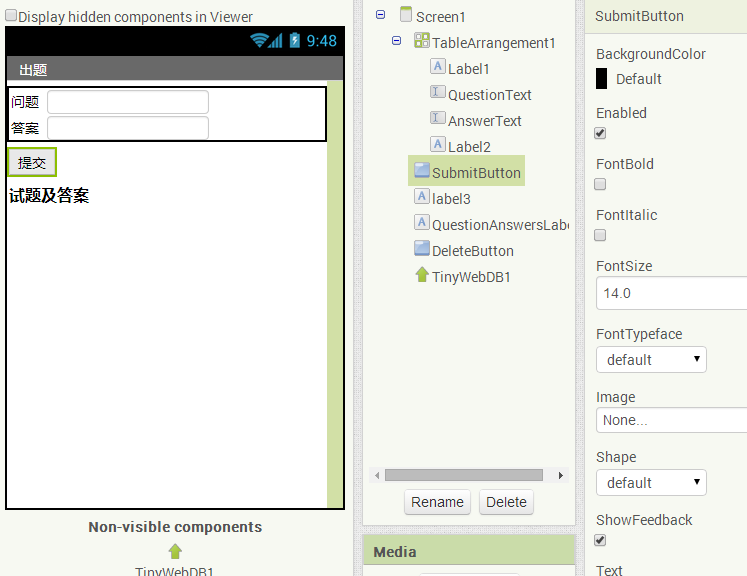 Display hidden components in Viewer
9:48
出题
问题
答案
提交
试题及答案
Non-visible components
TinyWebDB1
Screen1
TableArrangement1
Label1
QuestionText
AnswerText
Label2
SubmitButton
label3
QuestionAnswersLabe
DeleteButton
TinyWebDB1
Rename
Delete
Media
SubmitButton
BackgroundColor
Default
Enabled
FontBold
FontItalic
FontSize
14.0
FontTypeface
default
Image
None...
Shape
default
ShowFeedback
Text